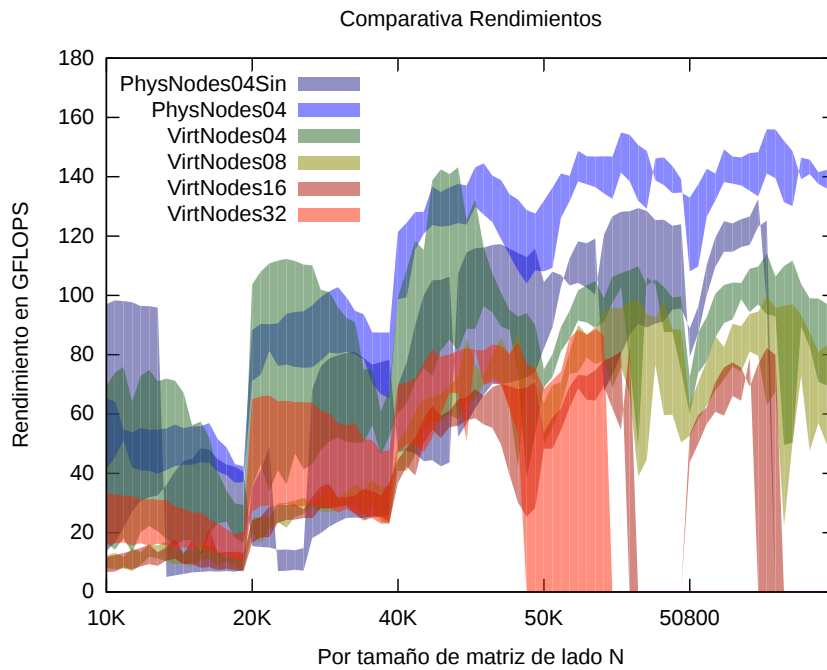 Comparativa Rendimientos
Rendimiento en GFLOPS
180
160
140
120
100
80
60
40
20
0
PhysNodes04Sin
PhysNodes04
VirtNodes04
VirtNodes08
VirtNodes16
VirtNodes32
10K 20K 40K 50K 50800
Por tamaño de matriz de lado N